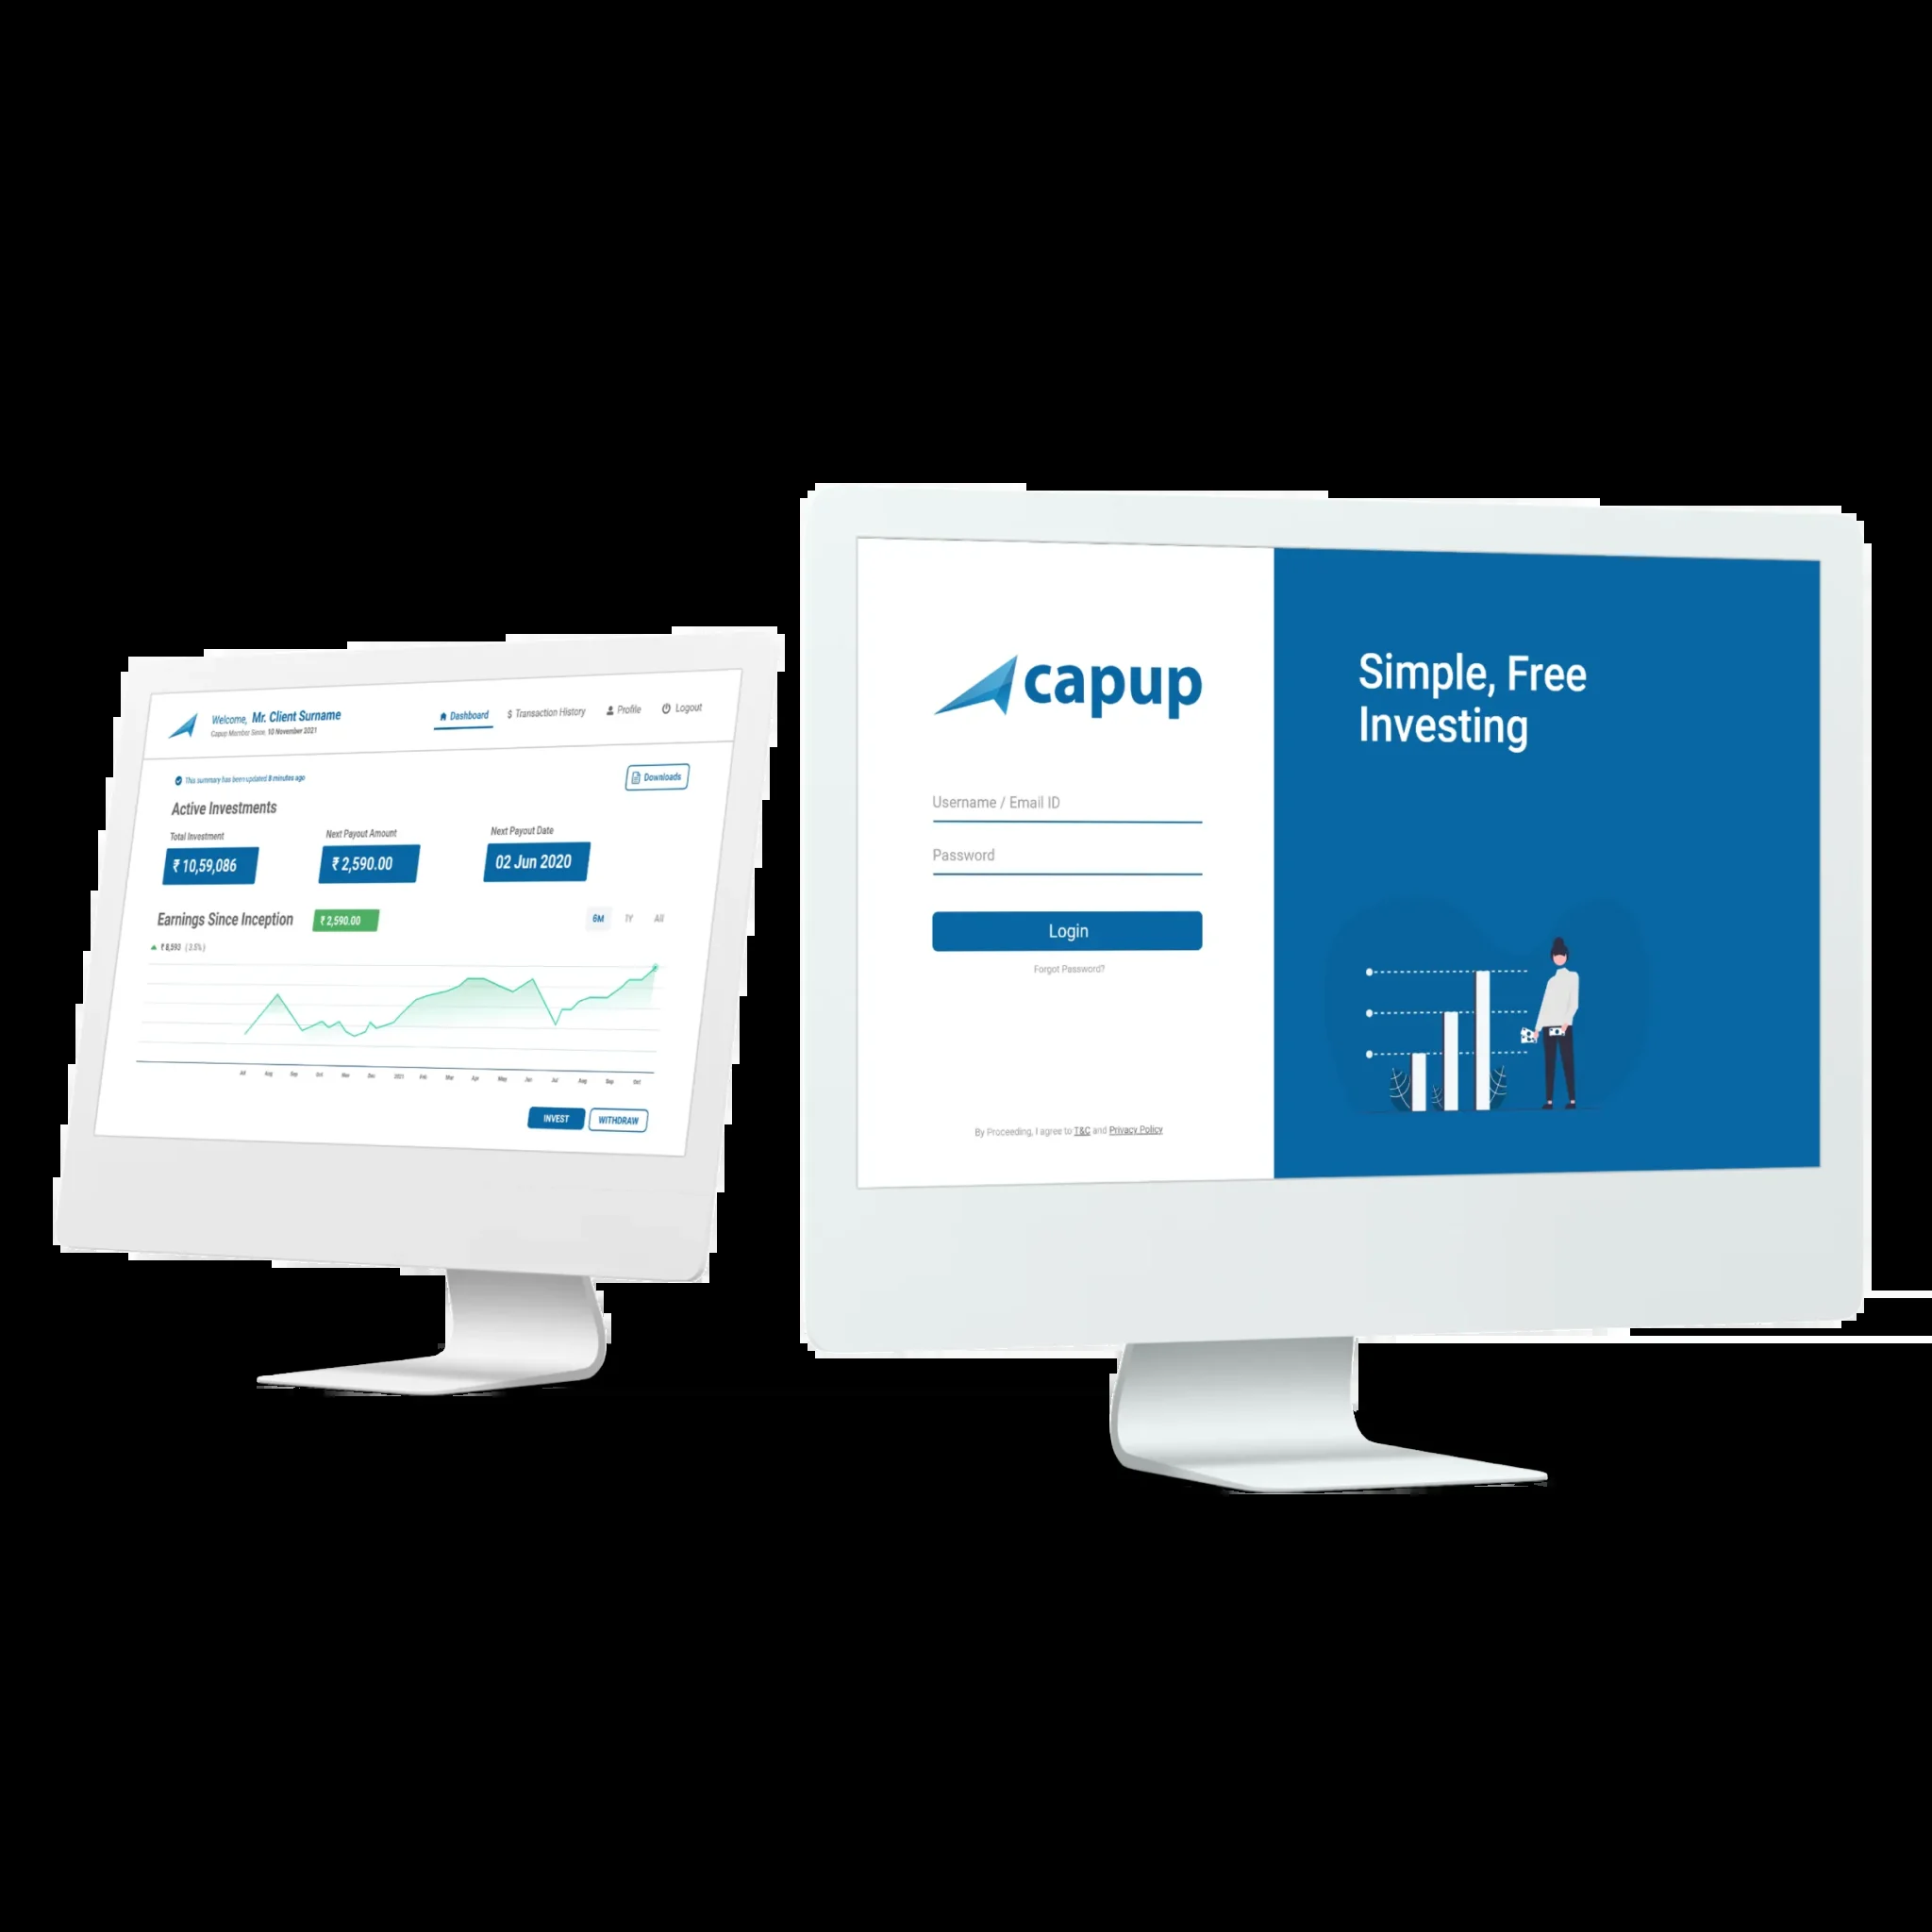 Welcome, Mr. Client Surname
Capup Member Since, 10 November 2021
Dashboard
$ Transaction History
Profile
Logout
This summary has been updated 8 minutes ago
Downloads
Active Investments
Total Investment
Next Payout Amount
Next Payout Date
₹ 10,59,086
₹ 2,590.00
02 Jun 2020
Earnings Since Inception
₹ 2,590.00
6M 1Y All
₹ 8,593 (3.5%)
Aug Sep Oct Nov Dec 2021 Mar Apr May Jun Jul Aug Sep Oct
INVEST
WITHDRAW
capup
Username / Email ID
Password
Login
Forgot Password?
By Proceeding, I agree to T&C and Privacy Policy
Simple, Free
Investing